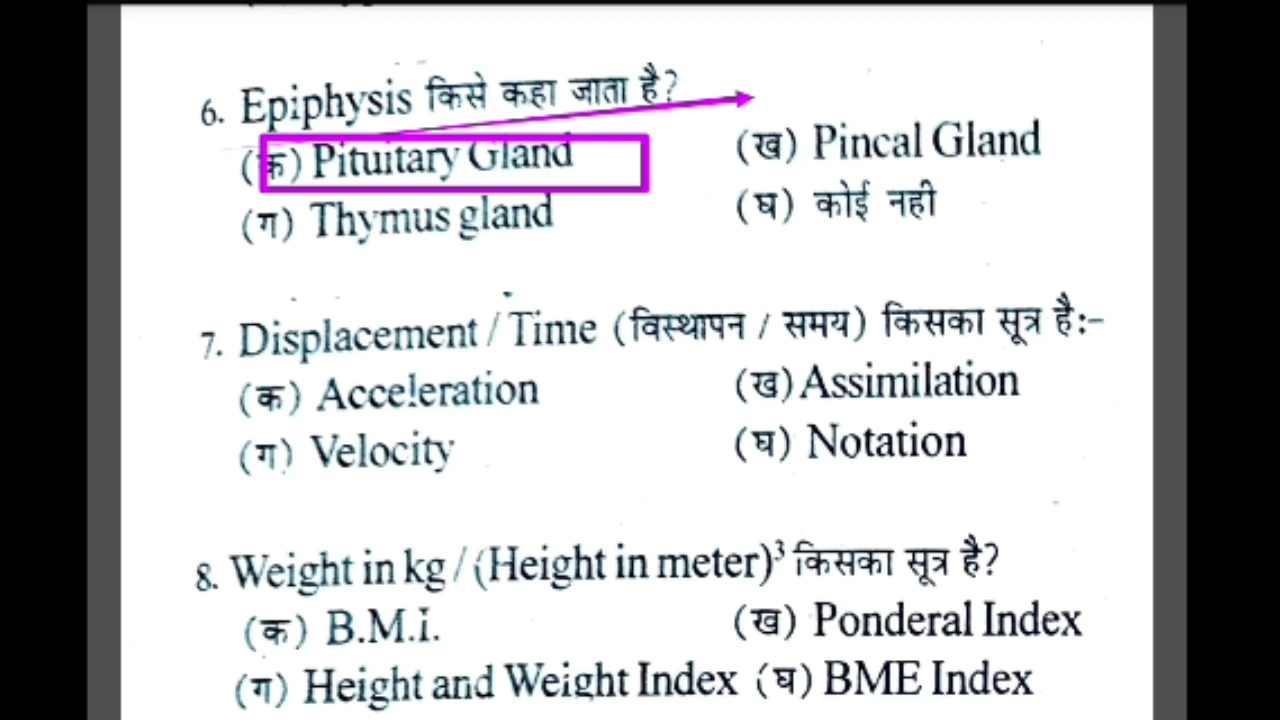 6. Epiphysis किसे कहा जाता है?
(क) Pituitary Gland (ख) Pincal Gland
(ग) Thymus gland (घ) कोई नही
7. Displacement / Time (विस्थापन / समय) किसका सूत्र है:-
(क) Acceleration (ख) Assimilation
(ग) Velocity (घ) Notation
8. Weight in kg / (Height in meter)³ किसका सूत्र है?
(क) B.M.i. (ख) Ponderal Index
(ग) Height and Weight Index (घ) BME Index